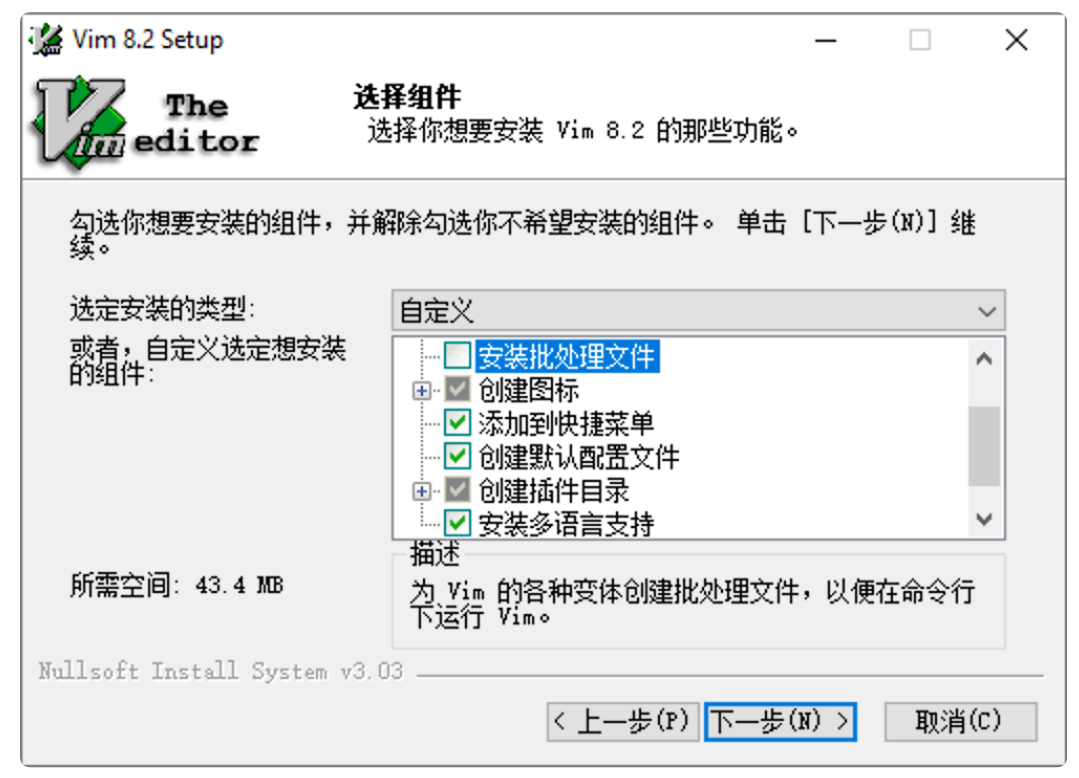 Vim 8.2 Setup
The
Vim editor
选择组件
选择你想要安装 Vim 8.2 的那些功能。
勾选你想要安装的组件，并解除勾选你不希望安装的组件。 单击 [下一步(N)] 继
续。
选定安装的类型:
自定义
或者，自定义选定想安装
的组件:
安装批处理文件
创建图标
添加到快捷菜单
创建默认配置文件
创建插件目录
安装多语言支持
所需空间: 43.4 MB
描述
为 Vim 的各种变体创建批处理文件，以便在命令行
下运行 Vim。
Nullsoft Install System v3.03
< 上一步(P)
下一步(N) >
取消(C)